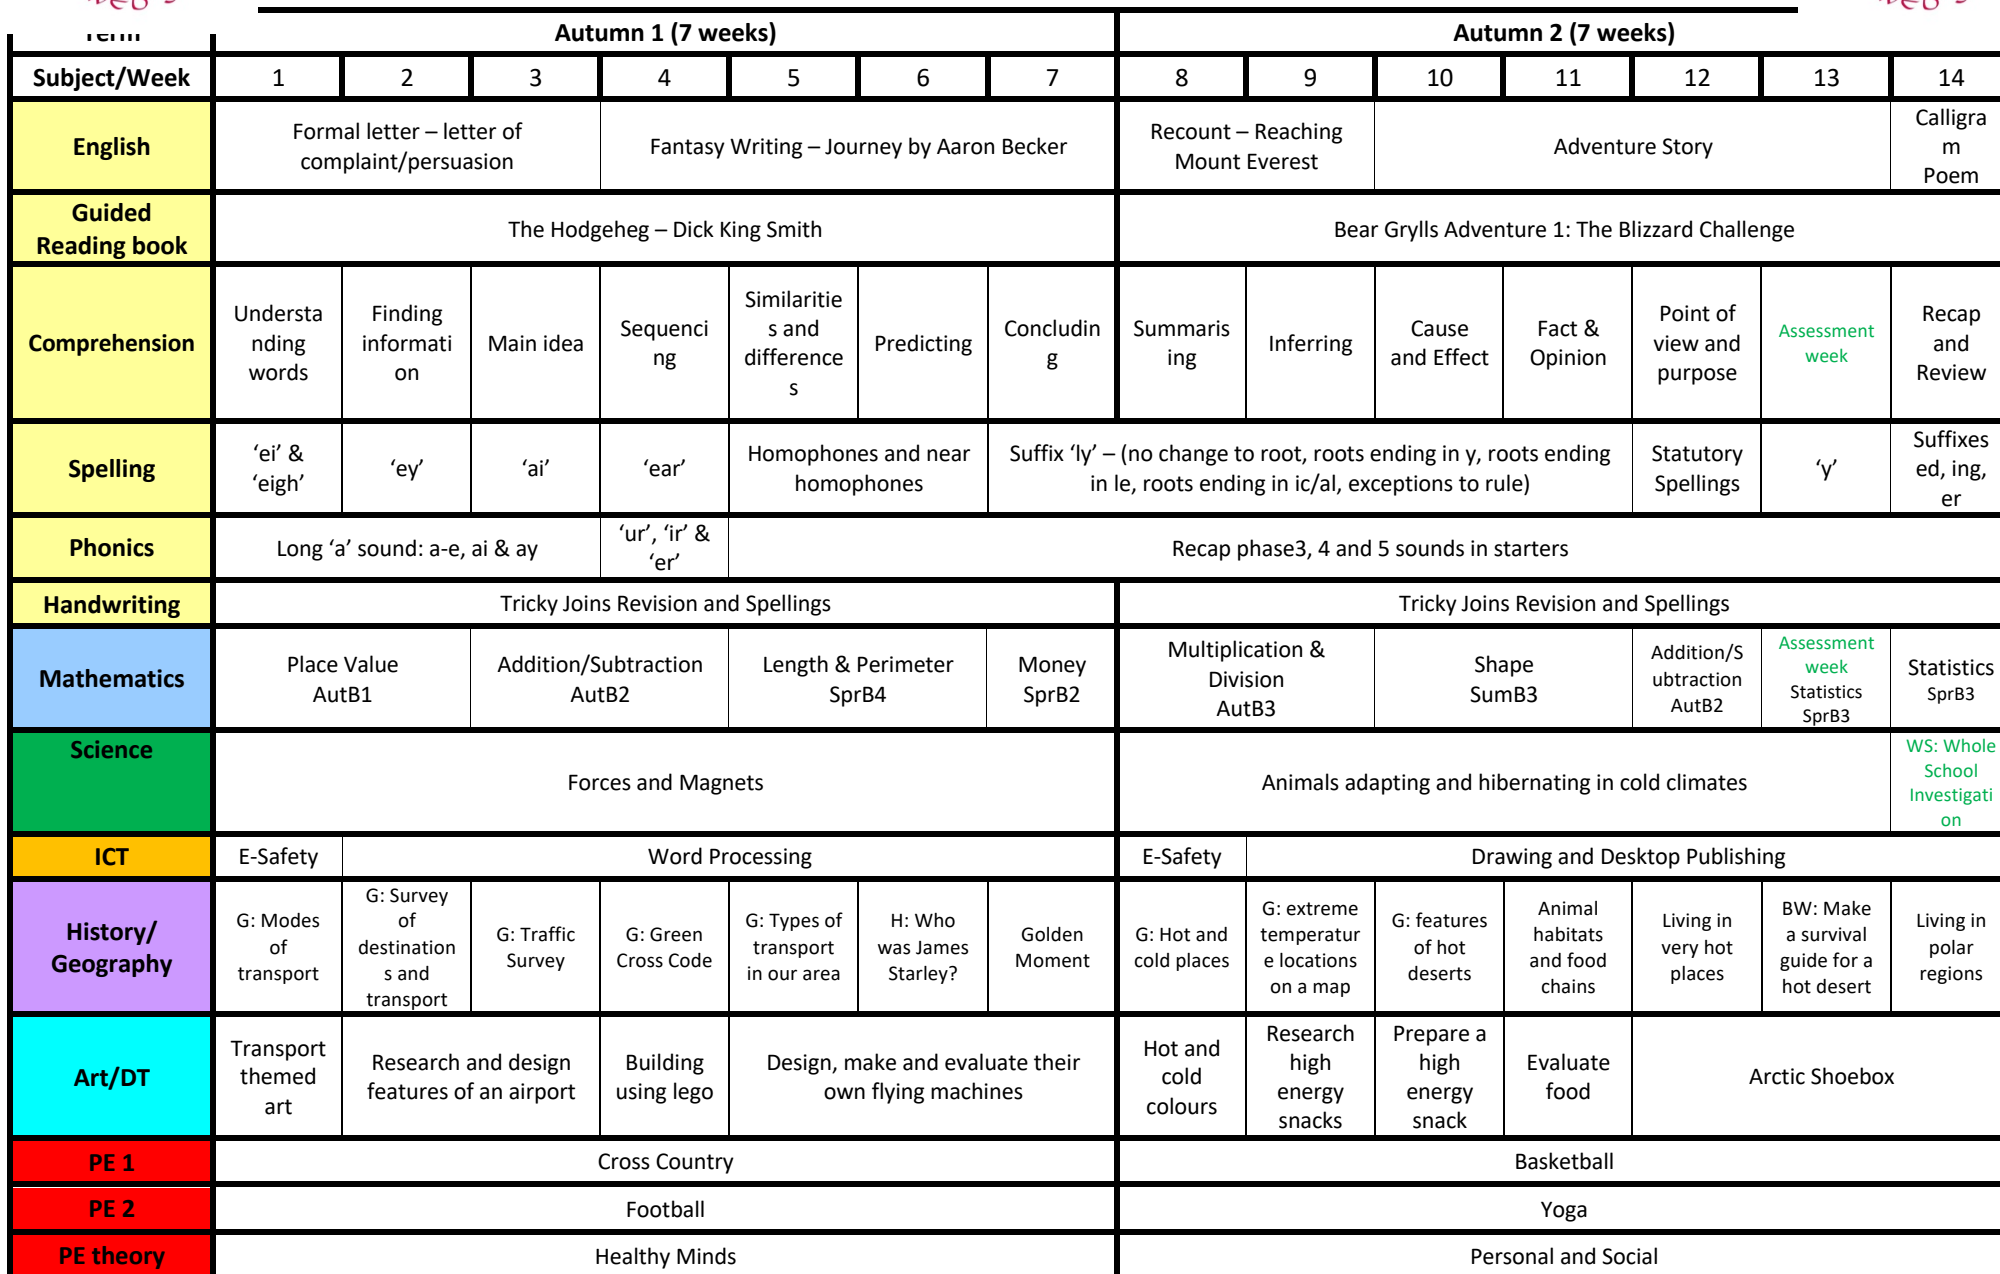 Term
Autumn 1 (7 weeks)
Autumn 2 (7 weeks)
Subject/Week
1
2
3
4
5
6
7
8
9
10
11
12
13
14
English
Formal letter – letter of
complaint/persuasion
Fantasy Writing – Journey by Aaron Becker
Recount – Reaching
Mount Everest
Adventure Story
Calligra
m
Poem
Guided
Reading book
The Hodgeheg – Dick King Smith
Bear Grylls Adventure 1: The Blizzard Challenge
Comprehension
Understa
nding
words
Finding
informati
on
Main idea
Sequenci
ng
Similaritie
s and
difference
s
Predicting
Concludin
g
Summaris
ing
Inferring
Cause
and Effect
Fact &
Opinion
Point of
view and
purpose
Assessment
week
Recap
and
Review
Spelling
‘ei’ &
‘eigh’
‘ey’
‘ai’
‘ear’
Homophones and near
homophones
Suffix ‘ly’ – (no change to root, roots ending in y, roots ending
in le, roots ending in ic/al, exceptions to rule)
Statutory
Spellings
‘y’
Suffixes
ed, ing,
er
Phonics
Long ‘a’ sound: a-e, ai & ay
‘ur’, ‘ir’ &
‘er’
Recap phase3, 4 and 5 sounds in starters
Handwriting
Tricky Joins Revision and Spellings
Tricky Joins Revision and Spellings
Mathematics
Place Value
AutB1
Addition/Subtraction
AutB2
Length & Perimeter
SprB4
Money
SprB2
Multiplication &
Division
AutB3
Shape
SumB3
Addition/S
ubtraction
AutB2
Assessment
week
Statistics
SprB3
Statistics
SprB3
Science
Forces and Magnets
Animals adapting and hibernating in cold climates
WS: Whole
School
Investigati
on
ICT
E-Safety
Word Processing
E-Safety
Drawing and Desktop Publishing
History/
Geography
G: Modes
of
transport
G: Survey
of
destination
s and
transport
G: Traffic
Survey
G: Green
Cross Code
G: Types of
transport
in our area
H: Who
was James
Starley?
Golden
Moment
G: Hot and
cold places
G: extreme
temperatur
e locations
on a map
G: features
of hot
deserts
Animal
habitats
and food
chains
Living in
very hot
places
BW: Make
a survival
guide for a
hot desert
Living in
polar
regions
Art/DT
Transport
themed
art
Research and design
features of an airport
Building
using lego
Design, make and evaluate their
own flying machines
Hot and
cold
colours
Research
high
energy
snacks
Prepare a
high
energy
snack
Evaluate
food
Arctic Shoebox
PE 1
Cross Country
Basketball
PE 2
Football
Yoga
PE theory
Healthy Minds
Personal and Social